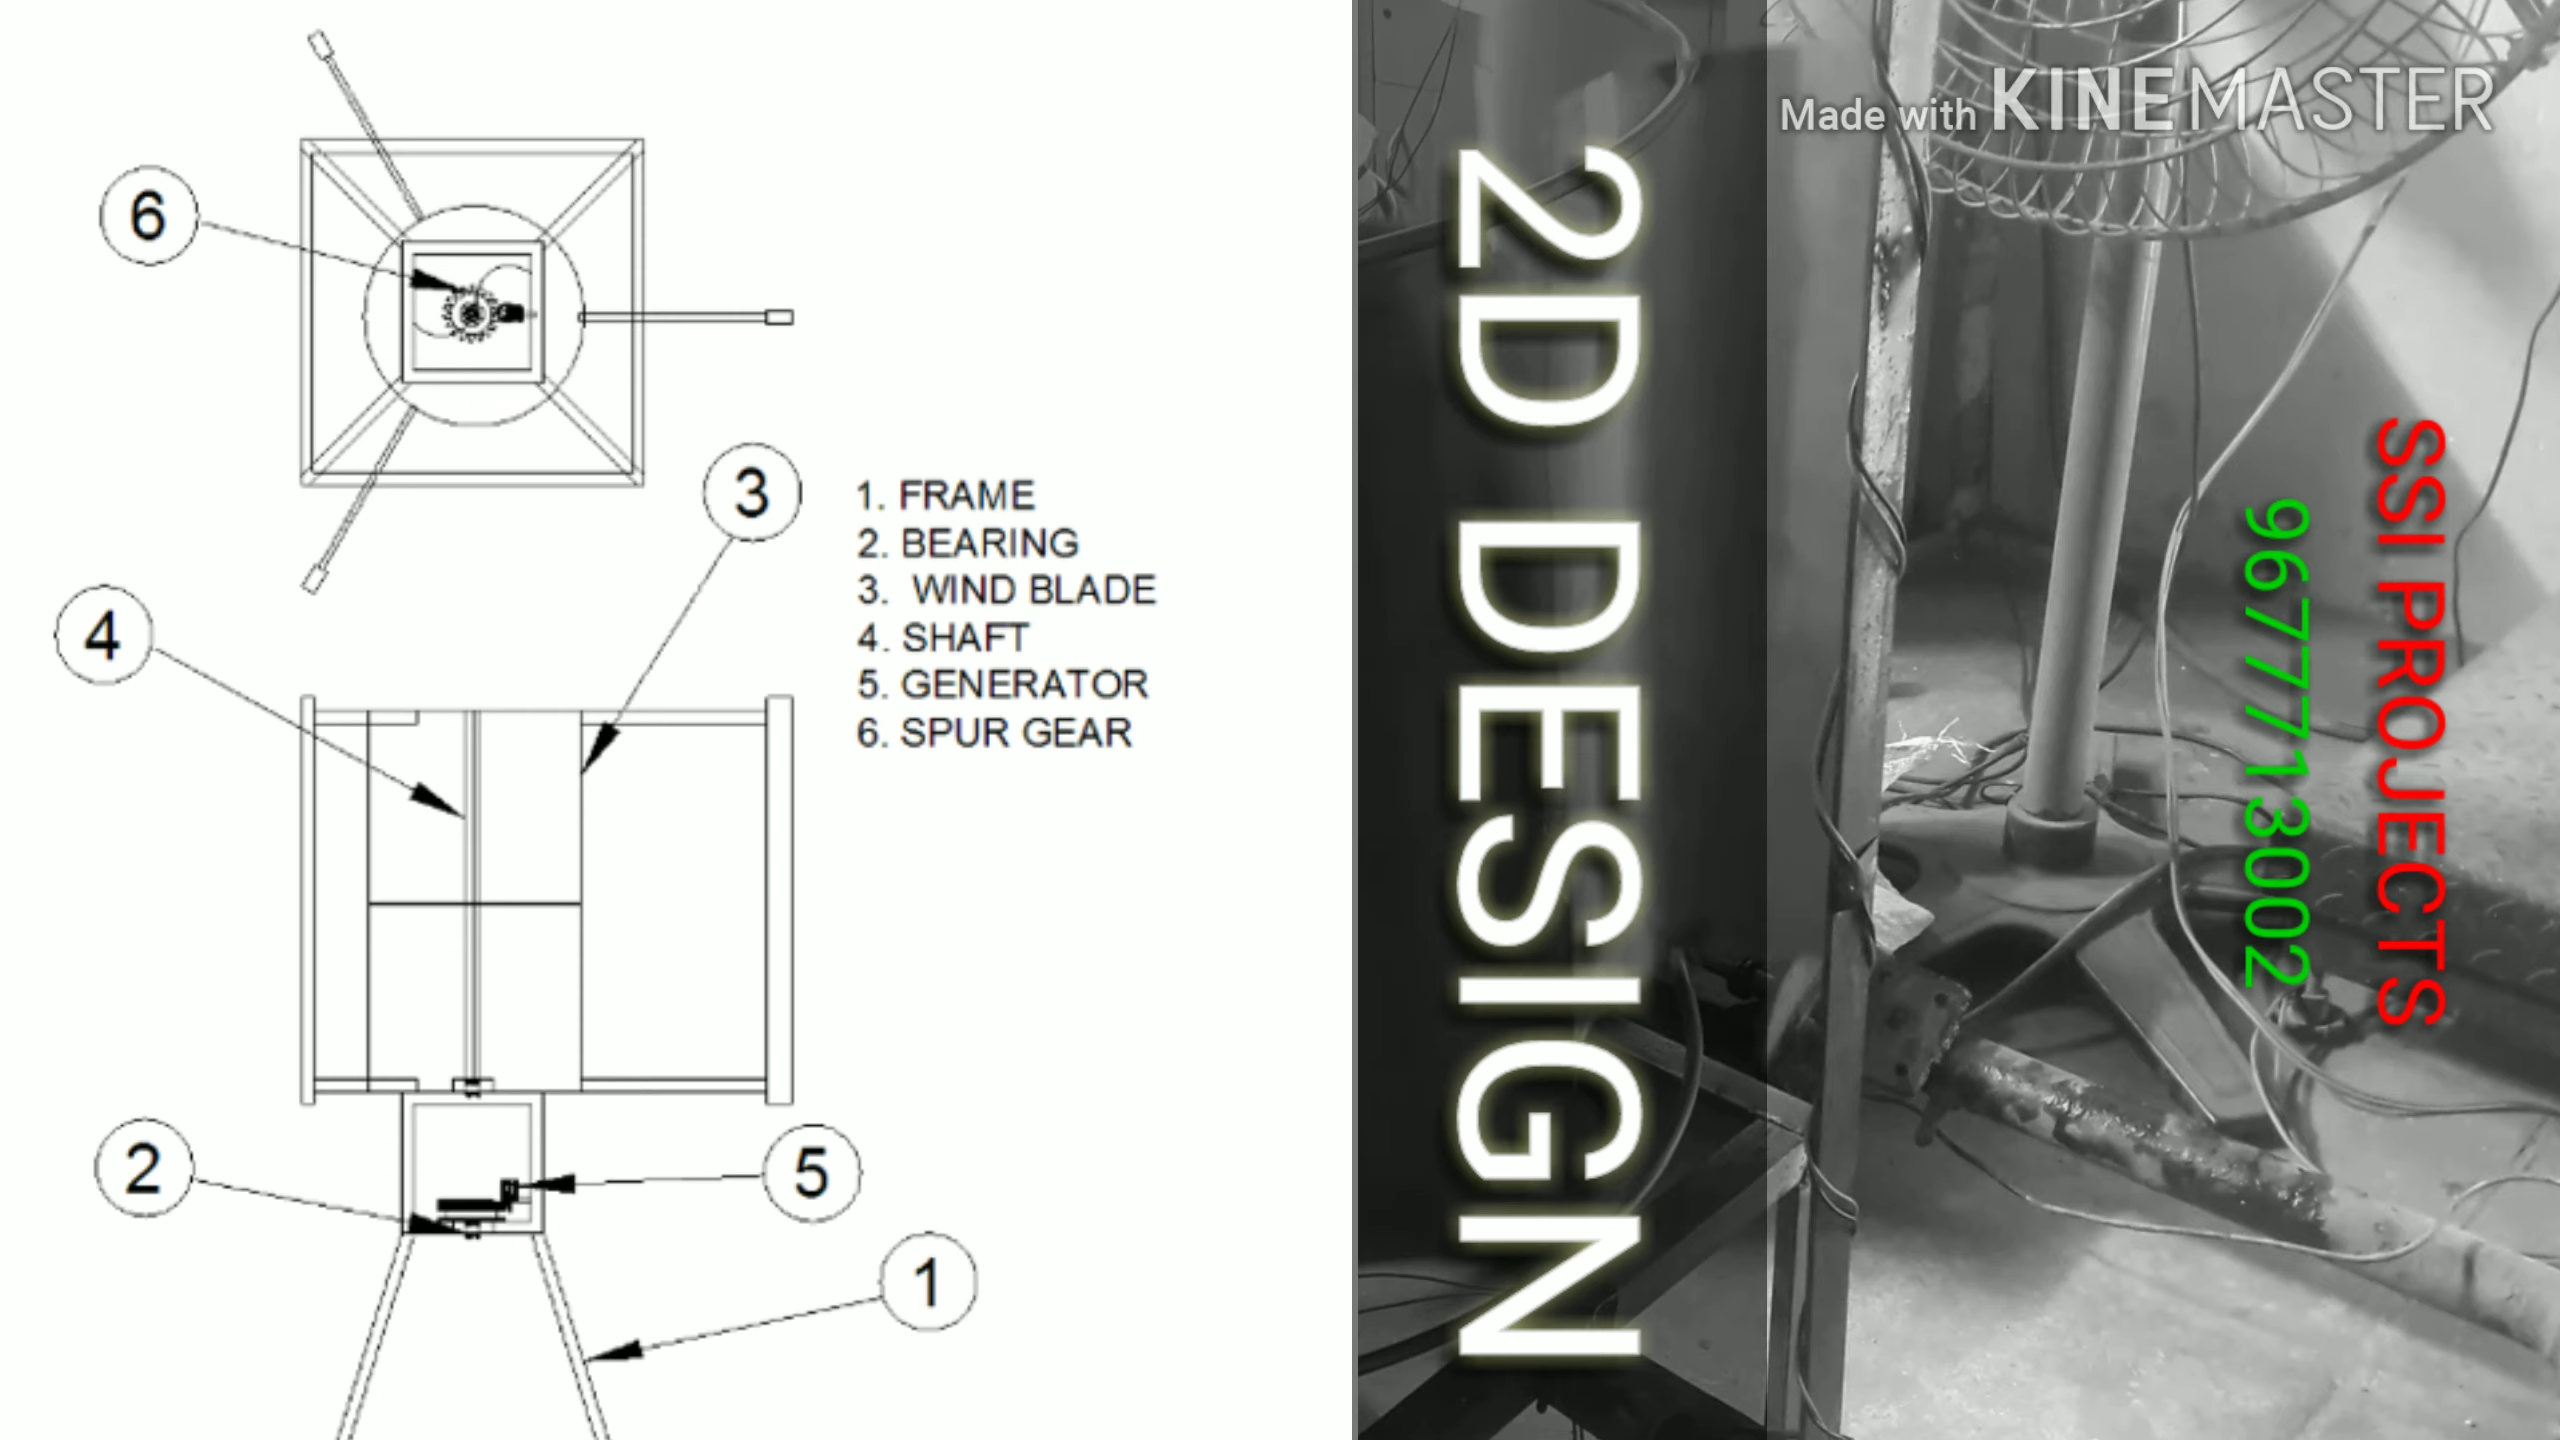 6
3
4
1. FRAME
2. BEARING
3. WIND BLADE
4. SHAFT
5. GENERATOR
6. SPUR GEAR
2
5
1
2D DESIGN
Made with KINEMASTER
SSI PROJECTS
9677713002